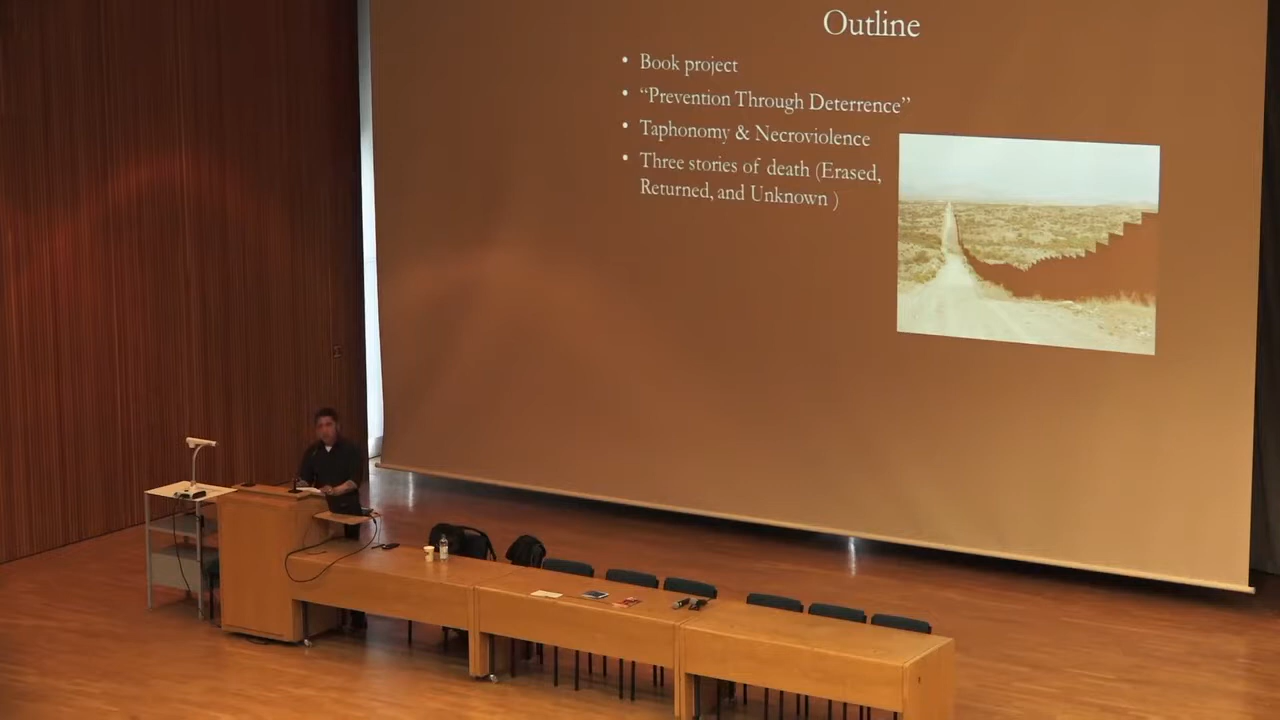 Outline
• Book project
• “Prevention Through Deterrence”
• Taphonomy & Necroviolence
• Three stories of death (Erased,
Returned, and Unknown )